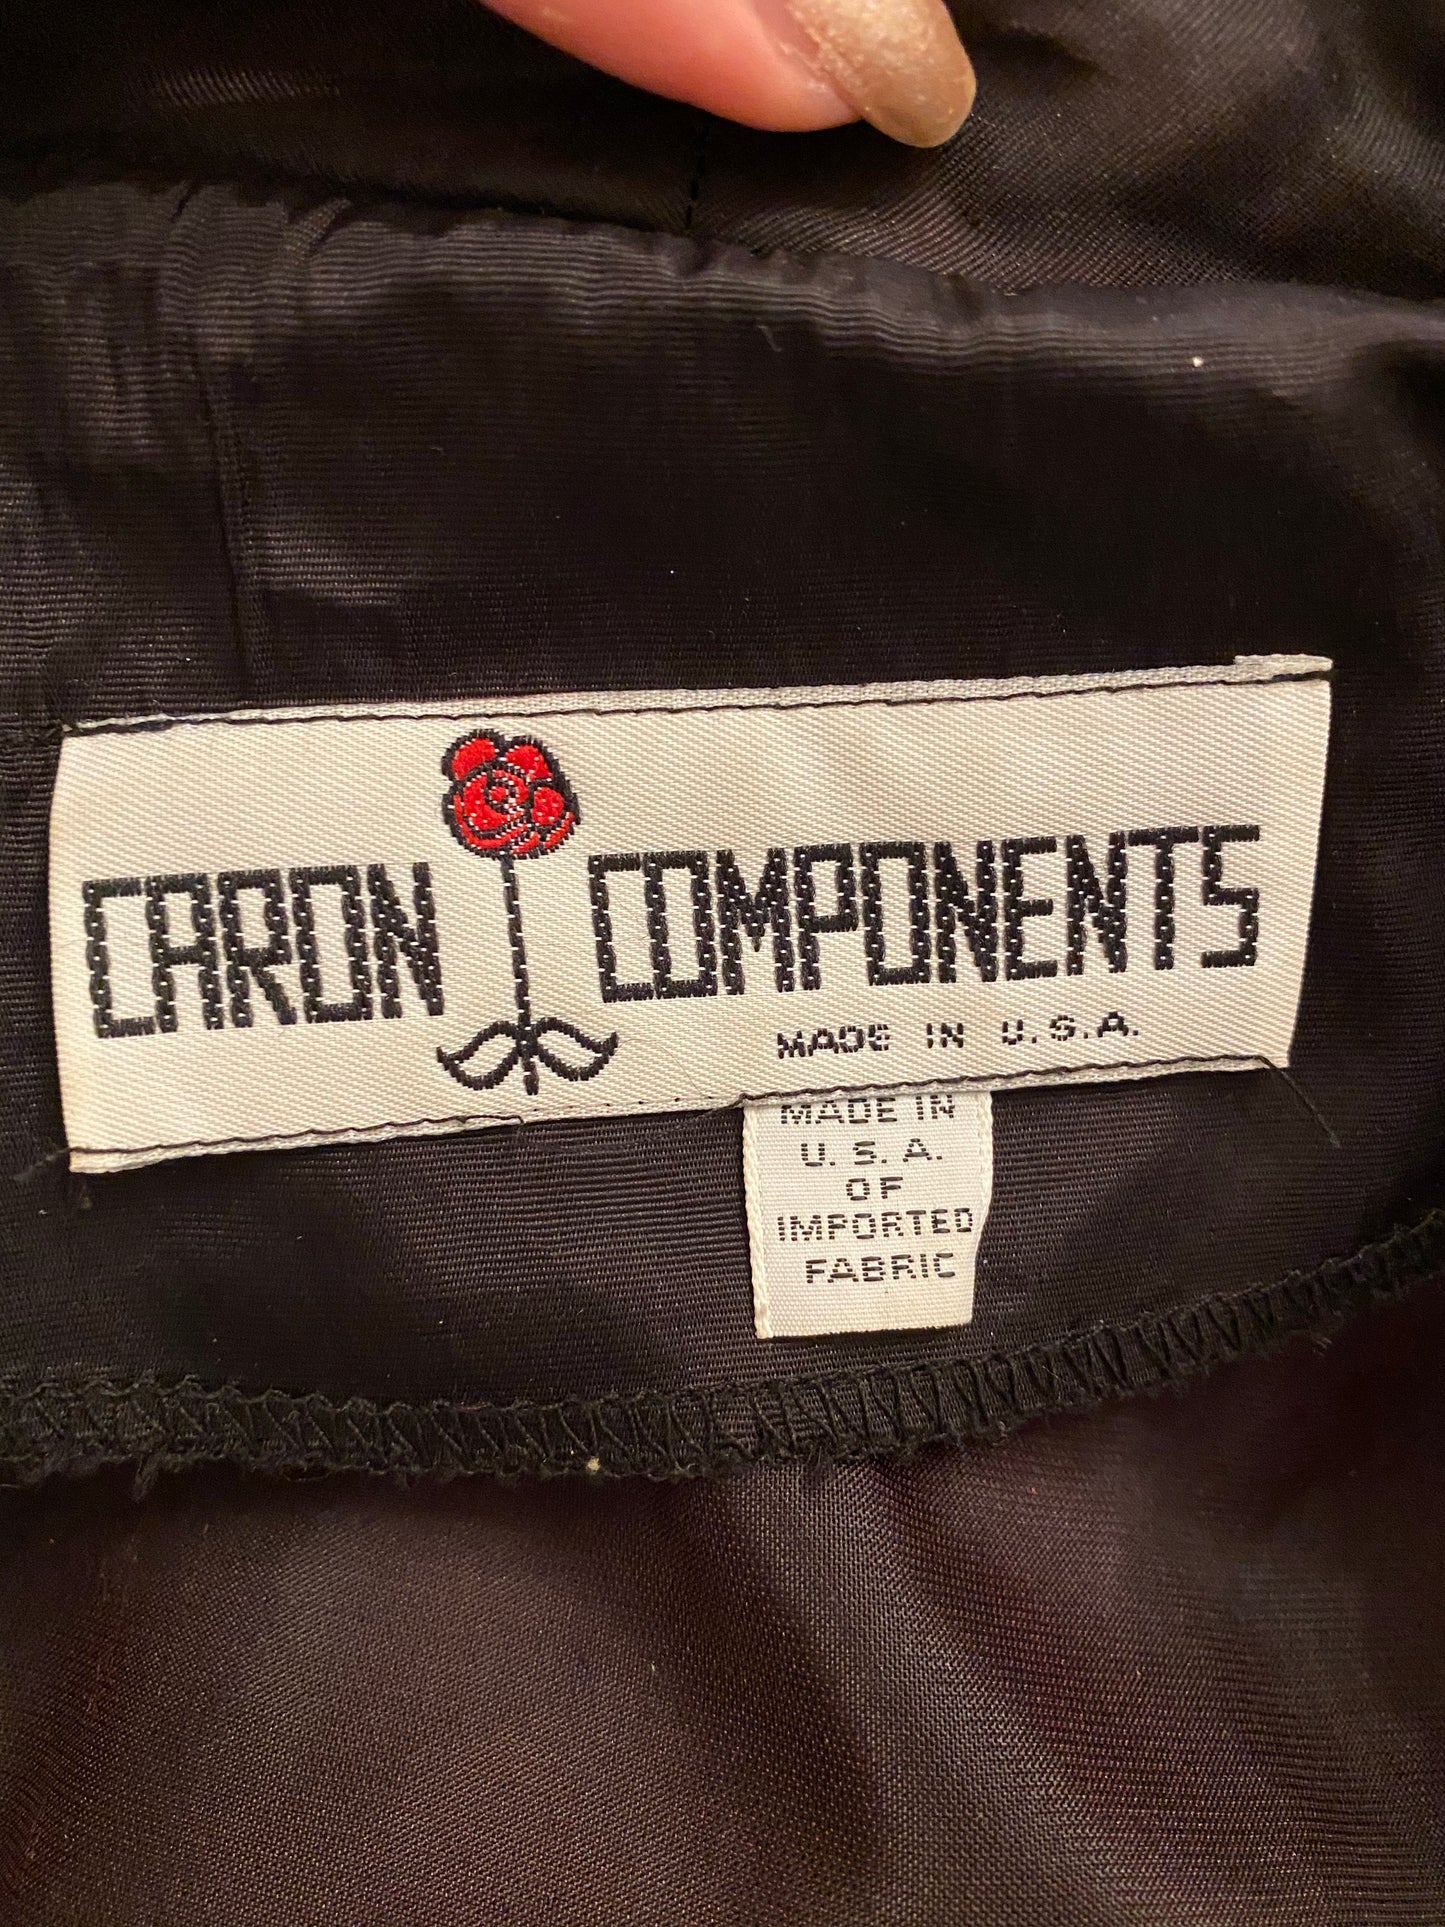 CARON COMPONENTS
MADE IN U.S.A.
MADE IN
U. S. A.
OF
IMPORTED
FABRIC